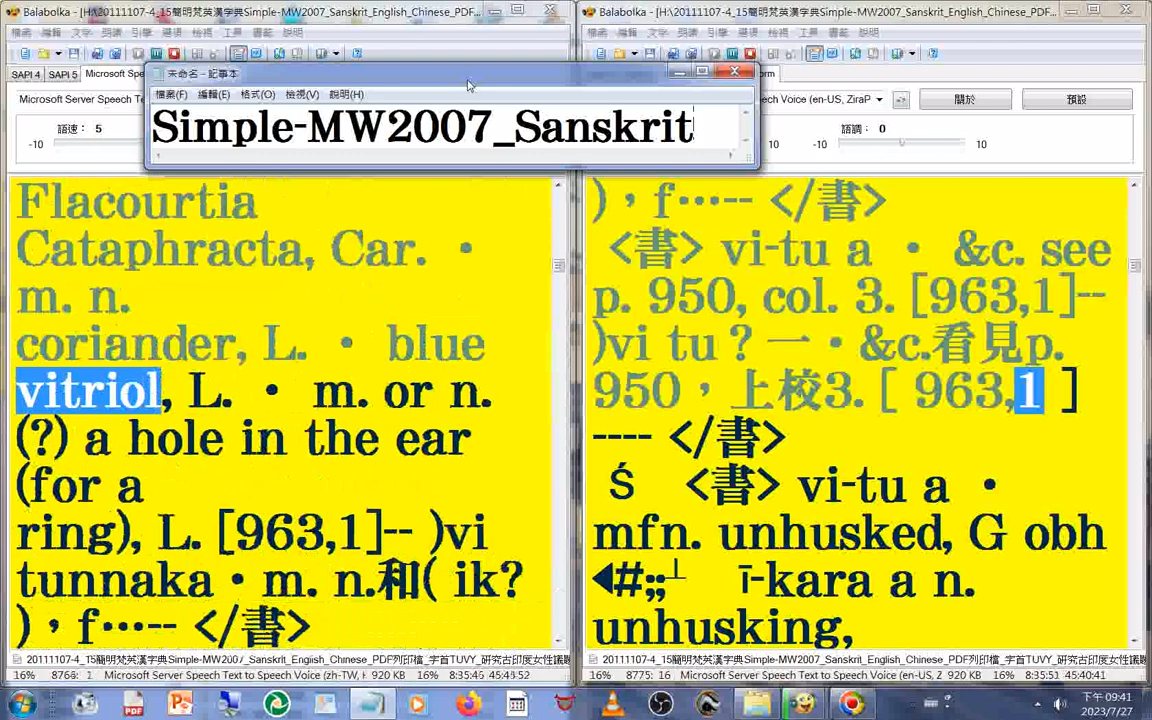 Balabolka - [H:\20111107-4_15簡明梵英漢字典Simple-MW2007_Sanskrit_English_Chinese_PDF...
Balabolka - [H:\20111107-4_15簡明梵英漢字典Simple-MW2007_Sanskrit_English_Chinese_PDF...
SAPI 4 SAPI 5 Microsoft Spe
未命名 - 記事本
檔案(F) 編輯(E) 格式(O) 檢視(V) 說明(H)
Simple-MW2007_Sanskrit
Microsoft Server Speech Te
ech Voice (en-US, ZiraP
關於
預設
語速： 5
-10
語調： 0
10
-10
10
Flacourtia
Cataphracta, Car. •
m. n.
coriander, L. • blue
vitriol, L. • m. or n.
(?) a hole in the ear
(for a
ring), L. [963,1]-- )vi
tunnaka•m. n.和( ik?
)，f…-- </書>
)，f…-- </書>
<書> vi-tu a • &c. see
p. 950, col. 3. [963,1]--
)vi tu？一•&c.看見p.
950，上校3. [ 963,1 ]
---- </書>
Ś <書> vi-tu a •
mfn. unhusked, G obh
ī-kara a n.
unhusking,
16% 8766: 1 Microsoft Server Speech Text to Speech Voice (zh-TW, H 920 KB 16% 8:35:45
16% 8775: 16 Microsoft Server Speech Text to Speech Voice (en-US, Z 920 KB 16% 8:35:46 45:40:41
下午 09:41
2023/7/27